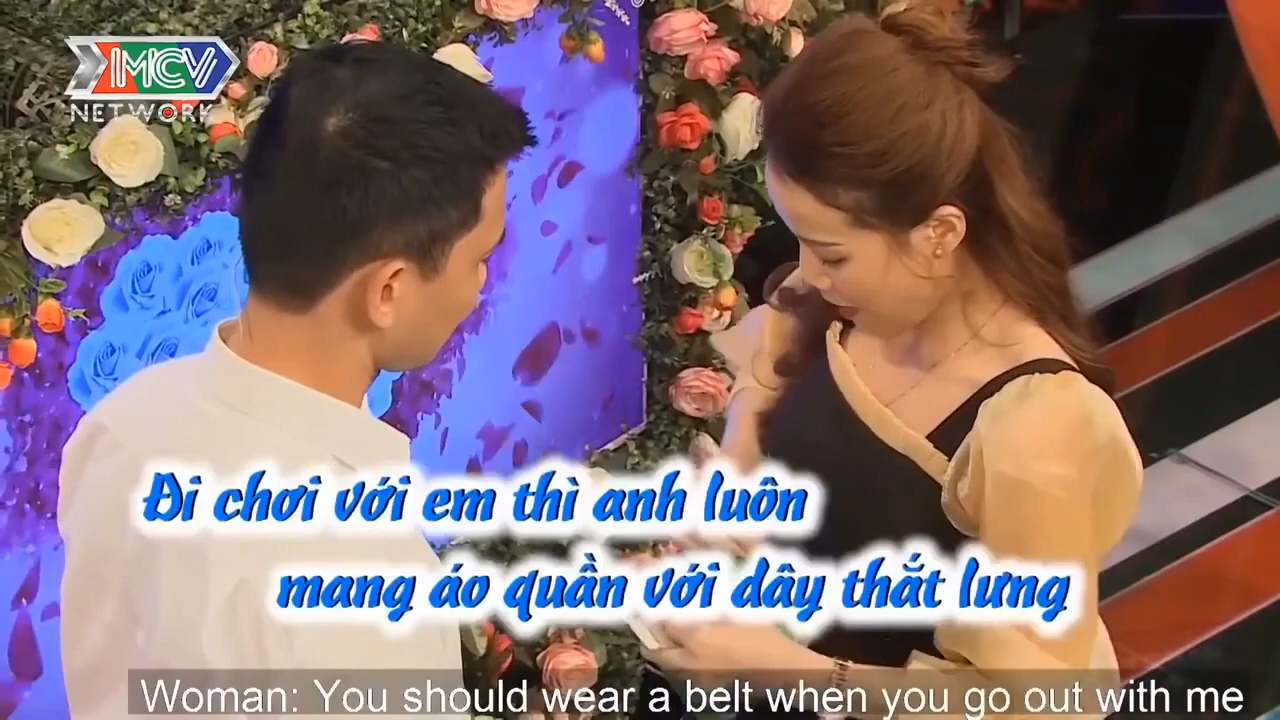 MCV
NETWORK
Đi chơi với em thì anh luôn
mang áo quần với dây thắt lưng
Woman: You should wear a belt when you go out with me